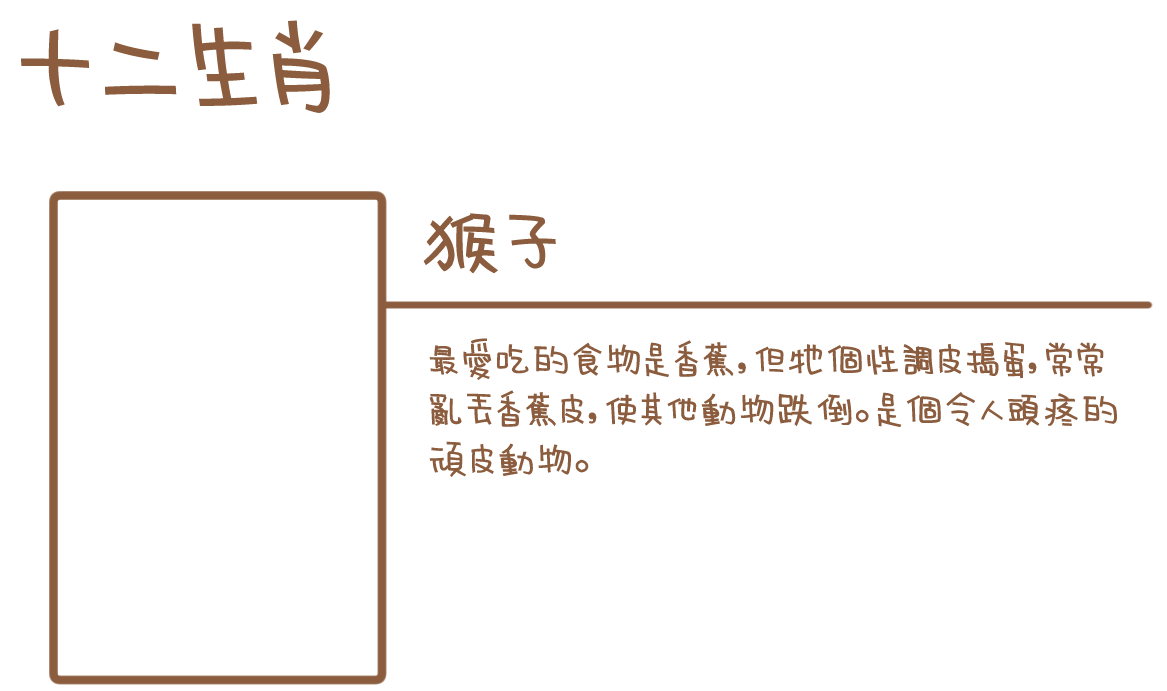 十二生肖
猴子
最愛吃的食物是香蕉，但牠個性調皮搗蛋，常常
亂丟香蕉皮，使其他動物跌倒。是個令人頭疼的
頑皮動物。